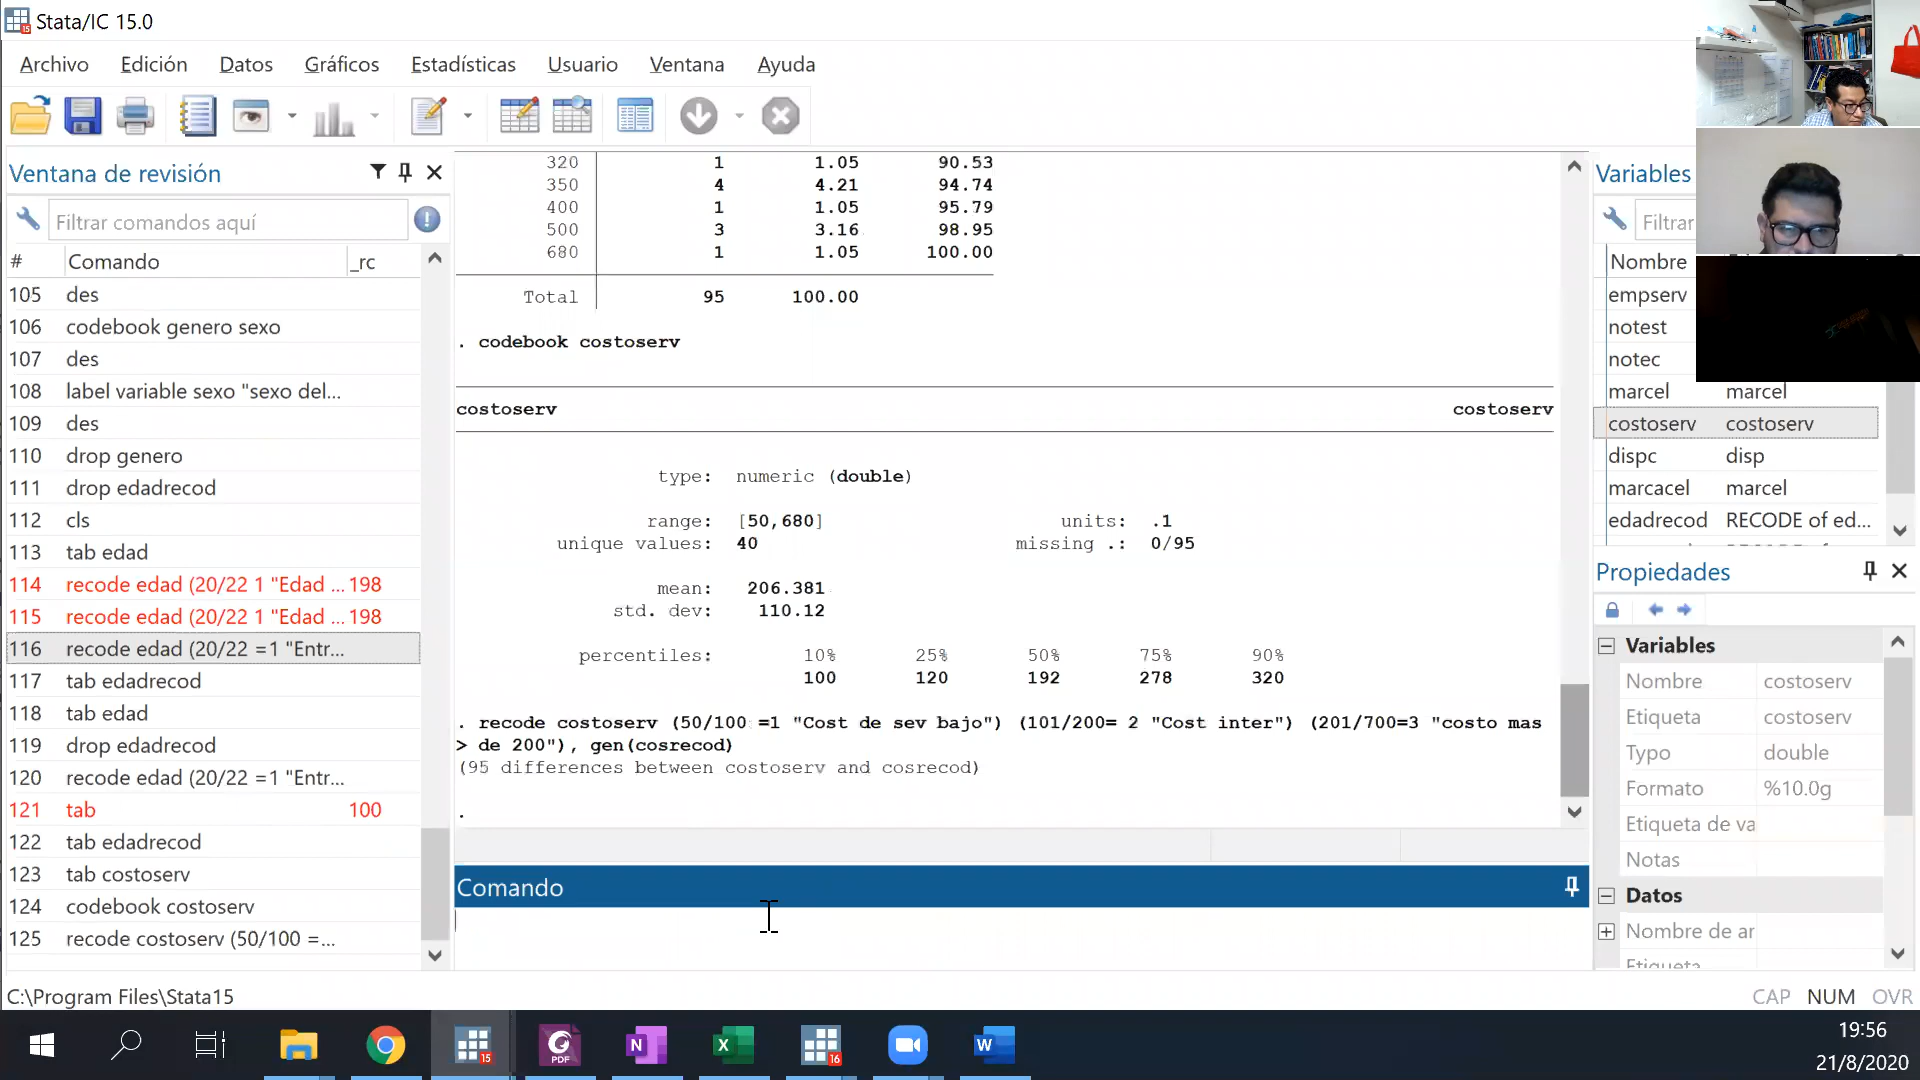 Stata/IC 15.0
Archivo Edición Datos Gráficos Estadísticas Usuario Ventana Ayuda
Ventana de revisión
Filtrar comandos aquí
# Comando _rc
105 des
106 codebook genero sexo
107 des
108 label variable sexo "sexo del...
109 des
110 drop genero
111 drop edadrecod
112 cls
113 tab edad
114 recode edad (20/22 1 "Edad ... 198
115 recode edad (20/22 1 "Edad ... 198
116 recode edad (20/22 =1 "Entr...
117 tab edadrecod
118 tab edad
119 drop edadrecod
120 recode edad (20/22 =1 "Entr...
121 tab 100
122 tab edadrecod
123 tab costoserv
124 codebook costoserv
125 recode costoserv (50/100 =...
320 1 1.05 90.53
350 4 4.21 94.74
400 1 1.05 95.79
500 3 3.16 98.95
680 1 1.05 100.00
Total 95 100.00
. codebook costoserv
costoserv costoserv
type: numeric (double)
range: [50,680] units: .1
unique values: 40 missing .: 0/95
mean: 206.381
std. dev: 110.12
percentiles: 10% 25% 50% 75% 90%
100 120 192 278 320
. recode costoserv (50/100 =1 "Cost de sev bajo") (101/200= 2 "Cost inter") (201/700=3 "costo mas
> de 200"), gen(cosrecod)
(95 differences between costoserv and cosrecod)
.
Comando
Variables
Filtrar
Nombre
empserv
notest
notec
marcel marcel
costoserv costoserv
dispc disp
marcacel marcel
edadrecod RECODE of ed...
Propiedades
Variables
Nombre costoserv
Etiqueta costoserv
Typo double
Formato %10.0g
Etiqueta de va
Notas
Datos
Nombre de ar
Etiqueta
C:\Program Files\Stata15
CAP NUM OVR
15
PDF
N
X
16
W
19:56
21/8/2020